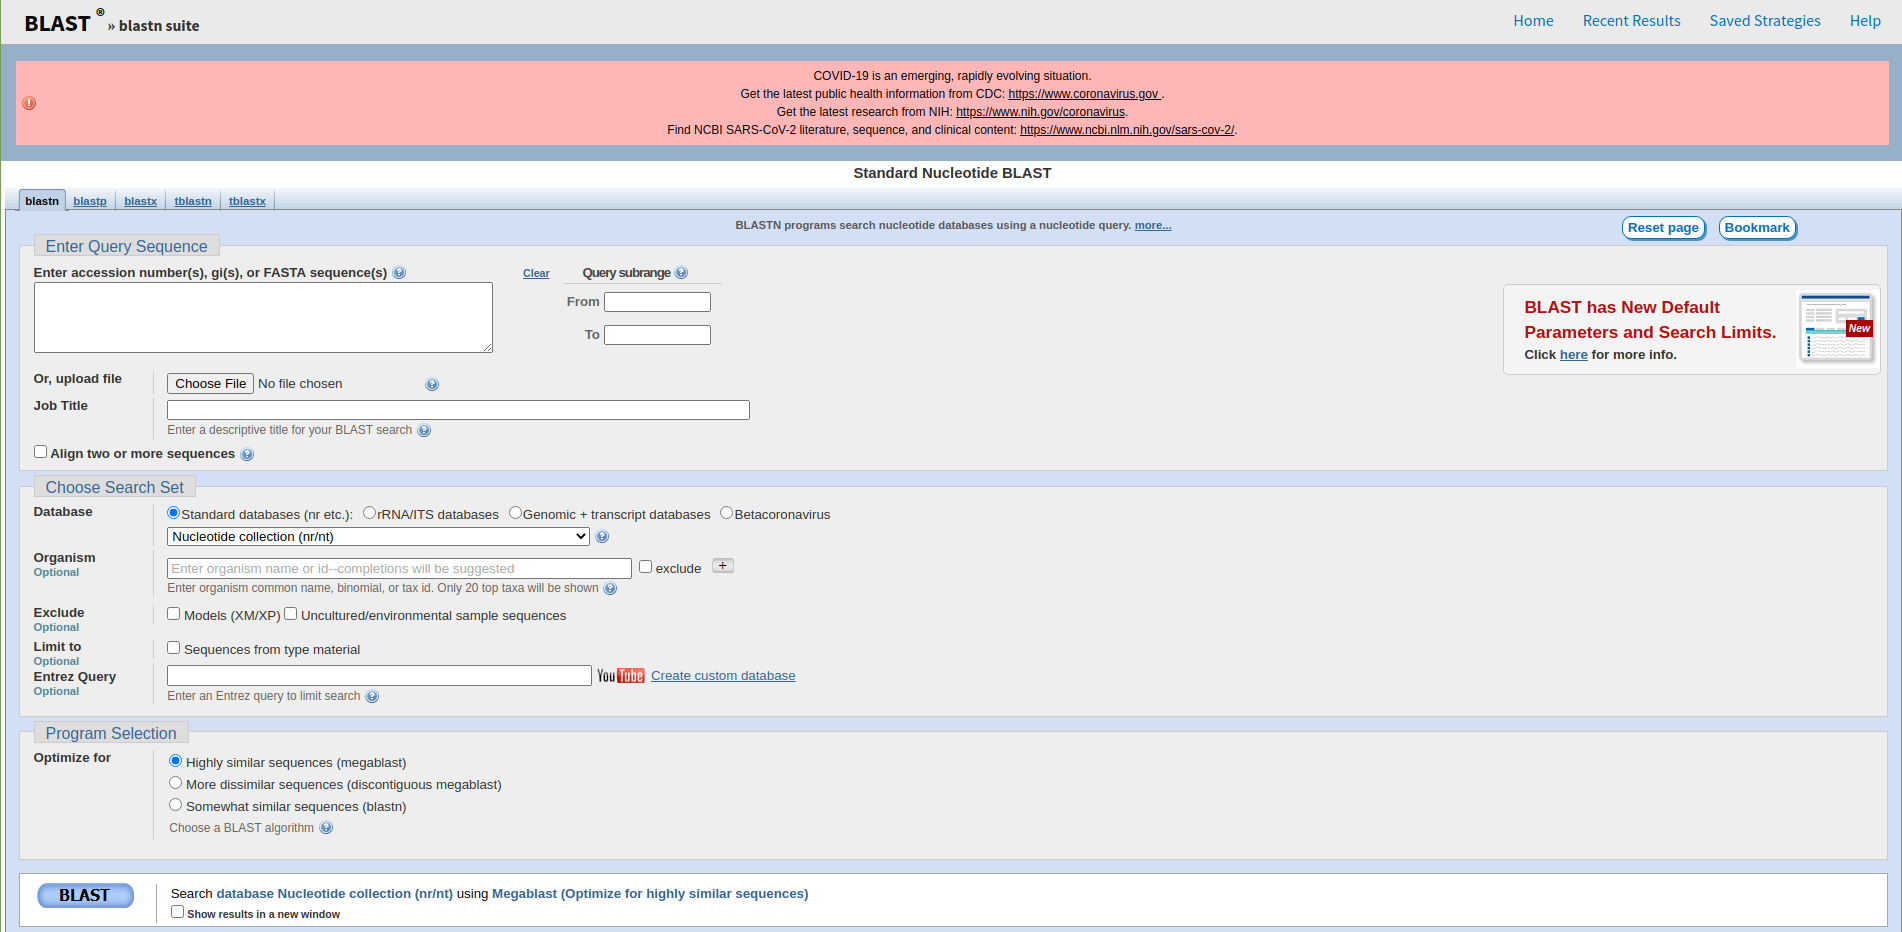 BLAST ® » blastn suite
Home Recent Results Saved Strategies Help
COVID-19 is an emerging, rapidly evolving situation.
Get the latest public health information from CDC: https://www.coronavirus.gov .
Get the latest research from NIH: https://www.nih.gov/coronavirus.
Find NCBI SARS-CoV-2 literature, sequence, and clinical content: https://www.ncbi.nlm.nih.gov/sars-cov-2/.
Standard Nucleotide BLAST
blastn blastp blastx tblastn tblastx
BLASTN programs search nucleotide databases using a nucleotide query. more...
Reset page Bookmark
Enter Query Sequence
Enter accession number(s), gi(s), or FASTA sequence(s) Clear Query subrange
From
To
BLAST has New Default
Parameters and Search Limits.
Click here for more info.
New
Or, upload file Choose File No file chosen
Job Title
Enter a descriptive title for your BLAST search
Align two or more sequences
Choose Search Set
Database Standard databases (nr etc.): rRNA/ITS databases Genomic + transcript databases Betacoronavirus
Nucleotide collection (nr/nt)
Organism
Optional
Enter organism name or id--completions will be suggested exclude +
Enter organism common name, binomial, or tax id. Only 20 top taxa will be shown
Exclude
Optional
Models (XM/XP) Uncultured/environmental sample sequences
Limit to
Optional
Sequences from type material
Entrez Query
Optional
YouTube Create custom database
Enter an Entrez query to limit search
Program Selection
Optimize for
Highly similar sequences (megablast)
More dissimilar sequences (discontiguous megablast)
Somewhat similar sequences (blastn)
Choose a BLAST algorithm
BLAST
Search database Nucleotide collection (nr/nt) using Megablast (Optimize for highly similar sequences)
Show results in a new window